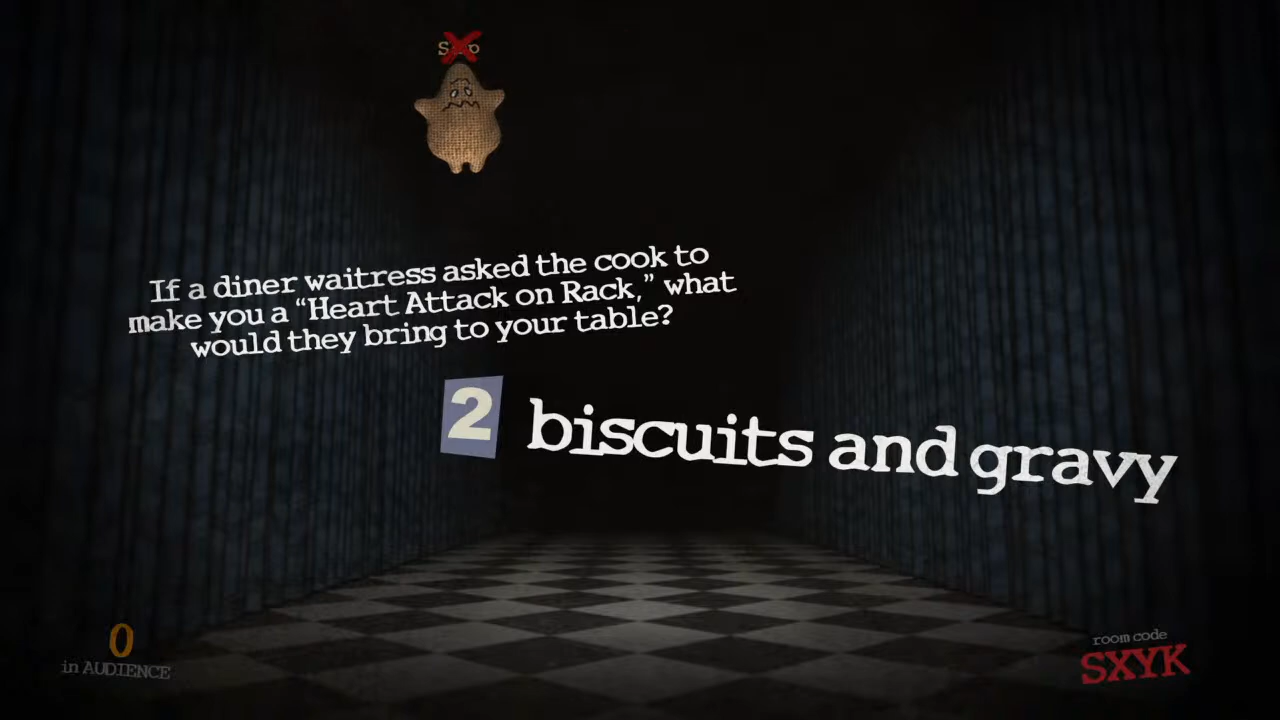 If a diner waitress asked the cook to
make you a “Heart Attack on Rack,” what
would they bring to your table?
2 biscuits and gravy
0
in AUDIENCE
room code
SXYK